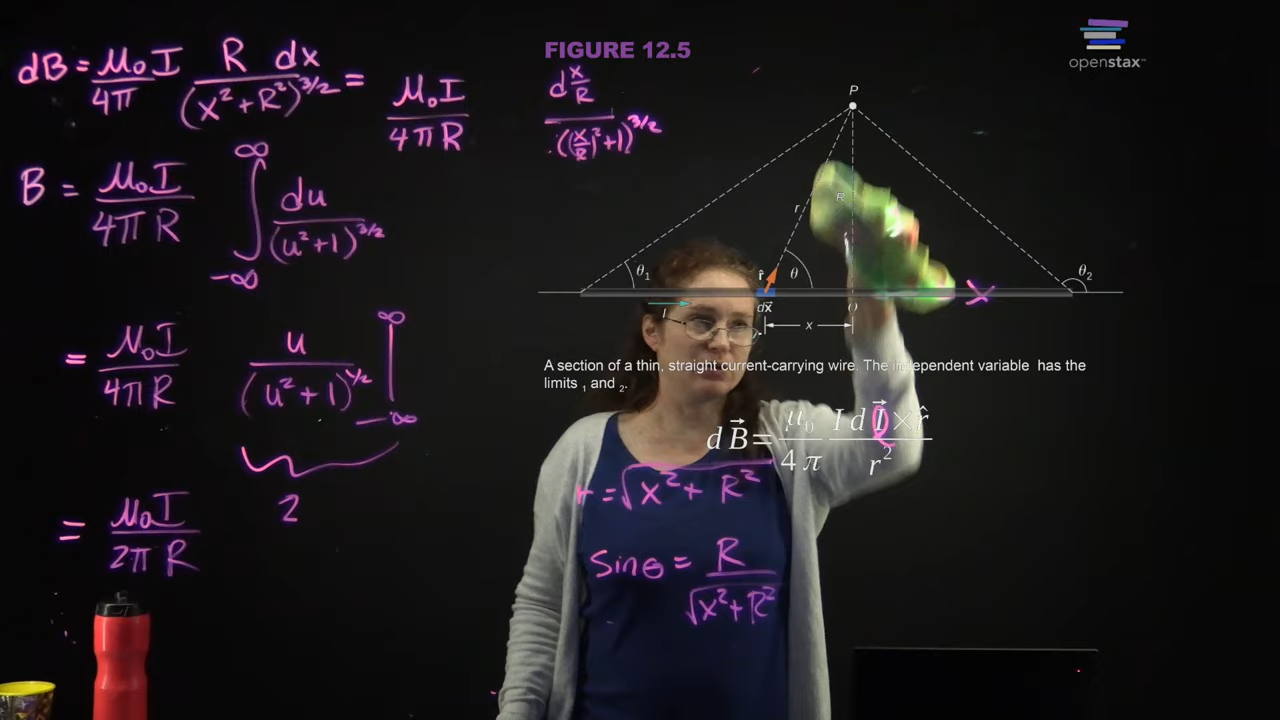 dB = μ₀I/4π R dx/(x² + R²)^3/2 = μ₀I/4πR d x/R/((x/R)²+1)^3/2
B = μ₀I/4πR ∫_-∞^∞ du/(u²+1)^3/2
= μ₀I/4πR u/(u²+1)^1/2 |_-∞^∞
2
= μ₀I/2πR
FIGURE 12.5
openstax™
P
R
r
r̂
θ₁
θ
θ₂
x
I
dx⃗
O
x
A section of a thin, straight current-carrying wire. The independent variable has the
limits ₁ and ₂.
dB⃗ = μ₀/4π I d l⃗ × r̂/r²
r = √x² + R²
Sinθ = R/√x²+R²